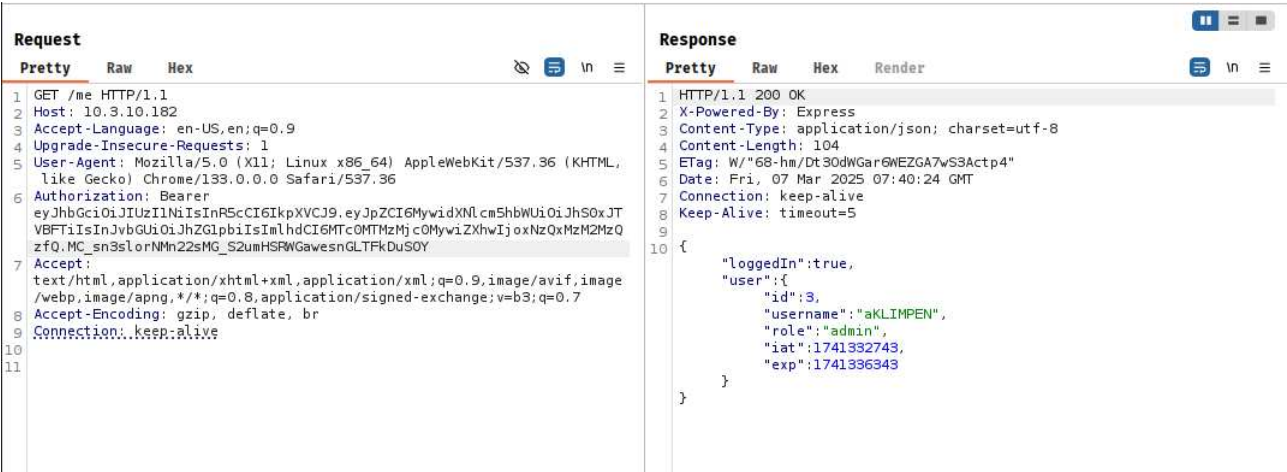 Request
Pretty Raw Hex \n
1 GET /me HTTP/1.1
2 Host: 10.3.10.182
3 Accept-Language: en-US,en;q=0.9
4 Upgrade-Insecure-Requests: 1
5 User-Agent: Mozilla/5.0 (X11; Linux x86_64) AppleWebKit/537.36 (KHTML,
like Gecko) Chrome/133.0.0.0 Safari/537.36
6 Authorization: Bearer
eyJhbGciOiJIUzI1NiIsInR5cCI6IkpXVCJ9.eyJpZCI6MywidXNlcm5hbWUiOiJhS0xJT
VBFTiIsInJvbGUiOiJhZG1pbiIsImlhdCI6MTc0MTMzMjc0MywiZXhwIjoxNzQxMzM2MzQ
zfQ.MC_sn3slorNMn22sMG_S2umHSRWGawesnGLTFkDuSOY
7 Accept:
text/html,application/xhtml+xml,application/xml;q=0.9,image/avif,image
/webp,image/apng,*/*;q=0.8,application/signed-exchange;v=b3;q=0.7
8 Accept-Encoding: gzip, deflate, br
9 Connection: keep-alive
10
11
Response
Pretty Raw Hex Render \n
1 HTTP/1.1 200 OK
2 X-Powered-By: Express
3 Content-Type: application/json; charset=utf-8
4 Content-Length: 104
5 ETag: W/"68-hm/Dt3OdWGar6WEZGA7wS3Actp4"
6 Date: Fri, 07 Mar 2025 07:40:24 GMT
7 Connection: keep-alive
8 Keep-Alive: timeout=5
9
10 {
"loggedIn":true,
"user":{
"id":3,
"username":"aKLIMPEN",
"role":"admin",
"iat":1741332743,
"exp":1741336343
}
}